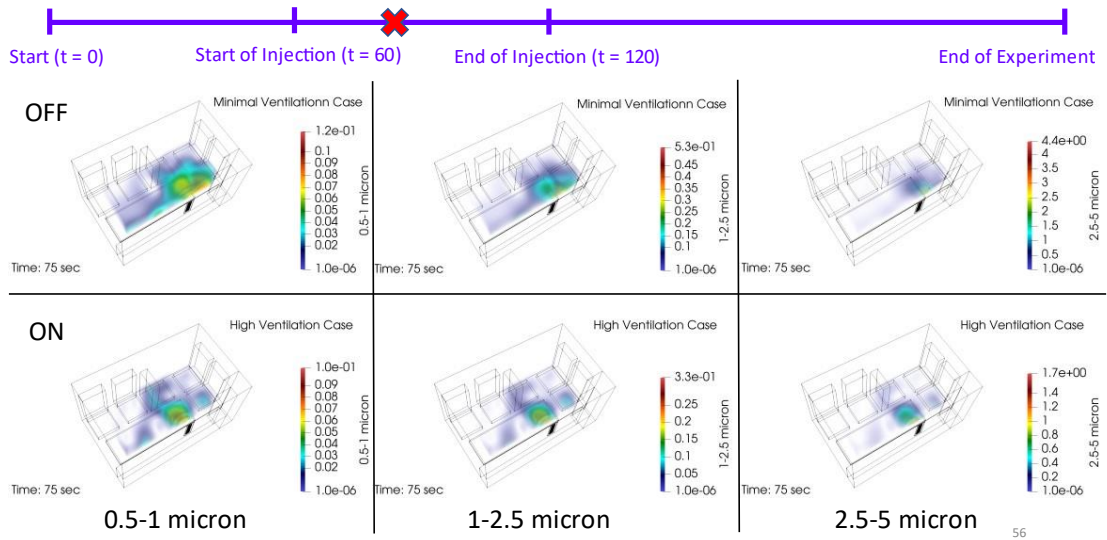 Start (t = 0)
Start of Injection (t = 60)
End of Injection (t = 120)
End of Experiment
OFF
Minimal Ventilationn Case
1.2e-01
0.1
0.09
0.08
0.07
0.06
0.05
0.04
0.03
0.02
1.0e-06
0.5-1 micron
Time: 75 sec
Minimal Ventilationn Case
5.3e-01
0.45
0.4
0.35
0.3
0.25
0.2
0.15
0.1
1.0e-06
1-2.5 micron
Time: 75 sec
Minimal Ventilationn Case
4.4e+00
4
3.5
3
2.5
2
1.5
1
0.5
1.0e-06
2.5-5 micron
Time: 75 sec
ON
High Ventilation Case
1.0e-01
0.09
0.08
0.07
0.06
0.05
0.04
0.03
0.02
1.0e-06
0.5-1 micron
Time: 75 sec
High Ventilation Case
3.3e-01
0.25
0.2
0.15
0.1
0.05
1.0e-06
1-2.5 micron
Time: 75 sec
High Ventilation Case
1.7e+00
1.4
1.2
1
0.8
0.6
0.4
0.2
1.0e-06
2.5-5 micron
Time: 75 sec
0.5-1 micron
1-2.5 micron
2.5-5 micron
56